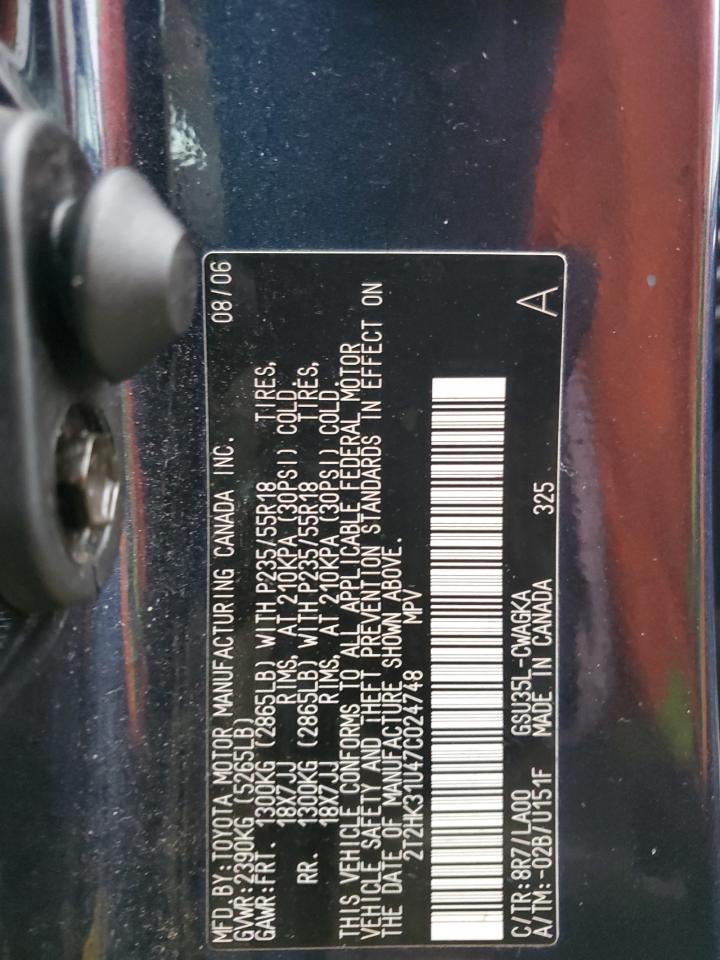 MFD.BY:TOYOTA MOTOR MANUFACTURING CANADA INC. 08/06
GVWR:2390KG (5265LB)
GAWR:FRT. 1300KG (2865LB) WITH P235/55R18 TIRES,
18X7JJ RIMS, AT 210KPA (30PSI) COLD.
RR. 1300KG (2865LB) WITH P235/55R18 TIRES,
18X7JJ RIMS, AT 210KPA (30PSI) COLD.
THIS VEHICLE CONFORMS TO ALL APPLICABLE FEDERAL MOTOR
VEHICLE SAFETY AND THEFT PREVENTION STANDARDS IN EFFECT ON
THE DATE OF MANUFACTURE SHOWN ABOVE.
2T2HK31U47C024748 MPV
C/TR:8R7/LA00 GSU35L-CWAGKA 325 A
A/TM:-02B/U151F MADE IN CANADA